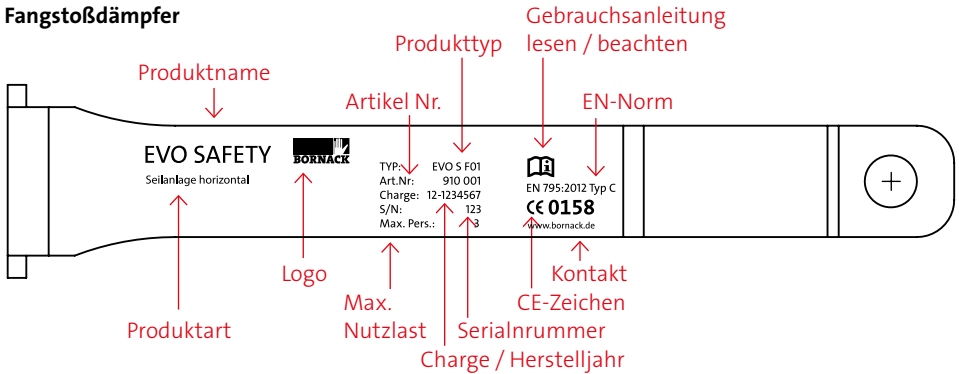 Fangstoßdämpfer
Gebrauchsanleitung
lesen / beachten
Produkttyp
Produktname
Artikel Nr.
EN-Norm
EVO SAFETY
Seilanlage horizontal
BORNACK
TYP: EVO S F01
Art.Nr: 910 001
Charge: 12-1234567
S/N: 123
Max. Pers.: 3
EN 795:2012 Typ C
CE 0158
www.bornack.de
Logo
Kontakt
Max.
Nutzlast
CE-Zeichen
Produktart
Serialnrummer
Charge / Herstelljahr